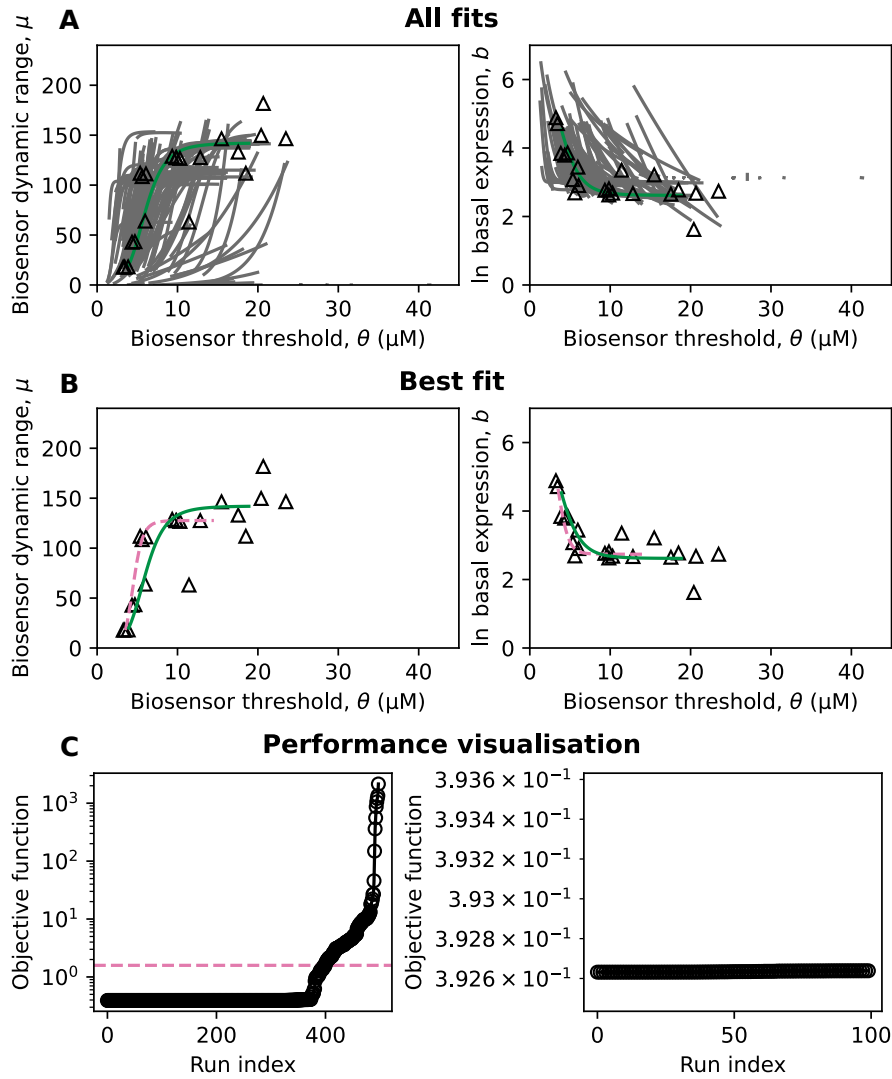 A
All fits
Biosensor dynamic range, μ
200
150
100
50
0
0 10 20 30 40
Biosensor threshold, θ (μM)
ln basal expression, b
6
4
2
0
0 10 20 30 40
Biosensor threshold, θ (μM)
B
Best fit
Biosensor dynamic range, μ
200
150
100
50
0
0 10 20 30 40
Biosensor threshold, θ (μM)
ln basal expression, b
6
4
2
0
0 10 20 30 40
Biosensor threshold, θ (μM)
C
Performance visualisation
Objective function
10³
10²
10¹
10⁰
0 200 400
Run index
Objective function
3.936 × 10⁻¹
3.934 × 10⁻¹
3.93 × 10⁻¹
3.93 × 10⁻¹
3.928 × 10⁻¹
3.926 × 10⁻¹
0 50 100
Run index